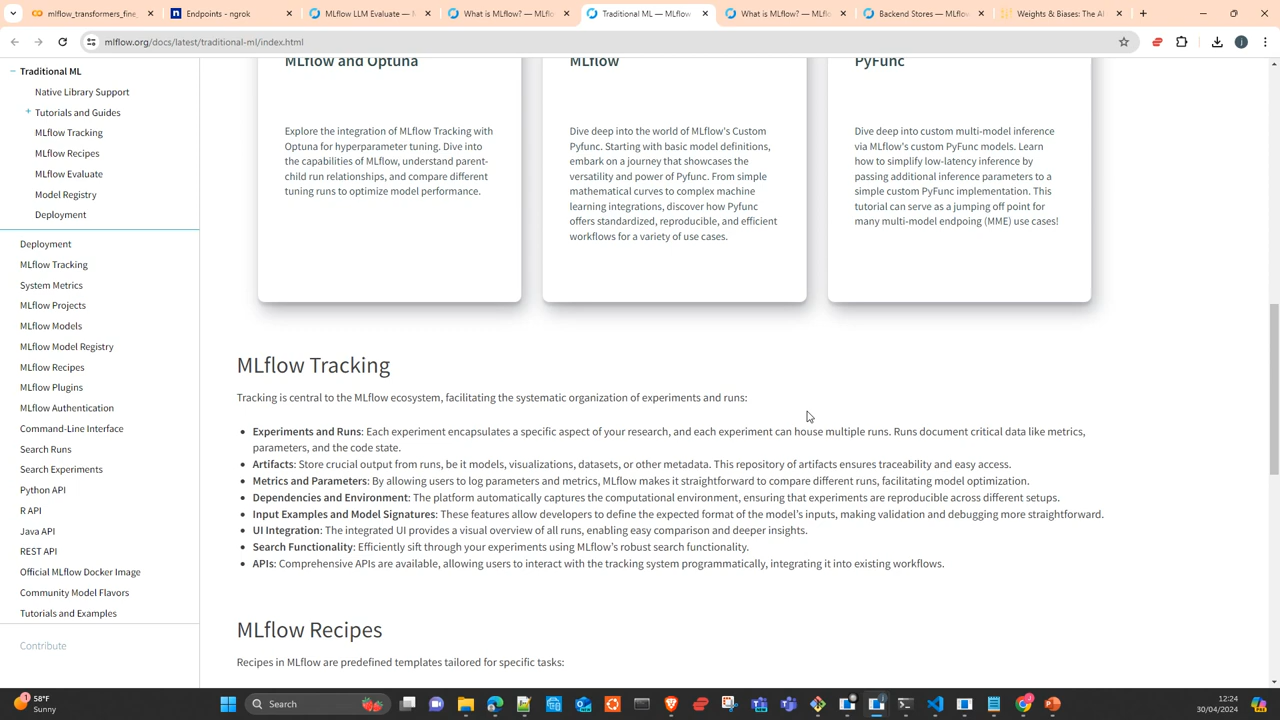 mlflow_transformers_fine_
Endpoints - ngrok
MLflow LLM Evaluate —
What is MLflow? — MLflo
Traditional ML — MLflow
What is MLflow? — MLflo
Backend Stores — MLflow
Weights & Biases: The AI
mlflow.org/docs/latest/traditional-ml/index.html
Traditional ML
Native Library Support
Tutorials and Guides
MLflow Tracking
MLflow Recipes
MLflow Evaluate
Model Registry
Deployment
Deployment
MLflow Tracking
System Metrics
MLflow Projects
MLflow Models
MLflow Model Registry
MLflow Recipes
MLflow Plugins
MLflow Authentication
Command-Line Interface
Search Runs
Search Experiments
Python API
R API
Java API
REST API
Official MLflow Docker Image
Community Model Flavors
Tutorials and Examples
Contribute
MLflow and Optuna
Explore the integration of MLflow Tracking with
Optuna for hyperparameter tuning. Dive into
the capabilities of MLflow, understand parent-
child run relationships, and compare different
tuning runs to optimize model performance.
MLflow
Dive deep into the world of MLflow's Custom
Pyfunc. Starting with basic model definitions,
embark on a journey that showcases the
versatility and power of Pyfunc. From simple
mathematical curves to complex machine
learning integrations, discover how Pyfunc
offers standardized, reproducible, and efficient
workflows for a variety of use cases.
PyFunc
Dive deep into custom multi-model inference
via MLflow's custom PyFunc models. Learn
how to simplify low-latency inference by
passing additional inference parameters to a
simple custom PyFunc implementation. This
tutorial can serve as a jumping off point for
many multi-model endpoing (MME) use cases!
MLflow Tracking
Tracking is central to the MLflow ecosystem, facilitating the systematic organization of experiments and runs:
• Experiments and Runs: Each experiment encapsulates a specific aspect of your research, and each experiment can house multiple runs. Runs document critical data like metrics,
parameters, and the code state.
• Artifacts: Store crucial output from runs, be it models, visualizations, datasets, or other metadata. This repository of artifacts ensures traceability and easy access.
• Metrics and Parameters: By allowing users to log parameters and metrics, MLflow makes it straightforward to compare different runs, facilitating model optimization.
• Dependencies and Environment: The platform automatically captures the computational environment, ensuring that experiments are reproducible across different setups.
• Input Examples and Model Signatures: These features allow developers to define the expected format of the model's inputs, making validation and debugging more straightforward.
• UI Integration: The integrated UI provides a visual overview of all runs, enabling easy comparison and deeper insights.
• Search Functionality: Efficiently sift through your experiments using MLflow's robust search functionality.
• APIs: Comprehensive APIs are available, allowing users to interact with the tracking system programmatically, integrating it into existing workflows.
MLflow Recipes
Recipes in MLflow are predefined templates tailored for specific tasks:
1
58°F
Sunny
Search
12:24
30/04/2024